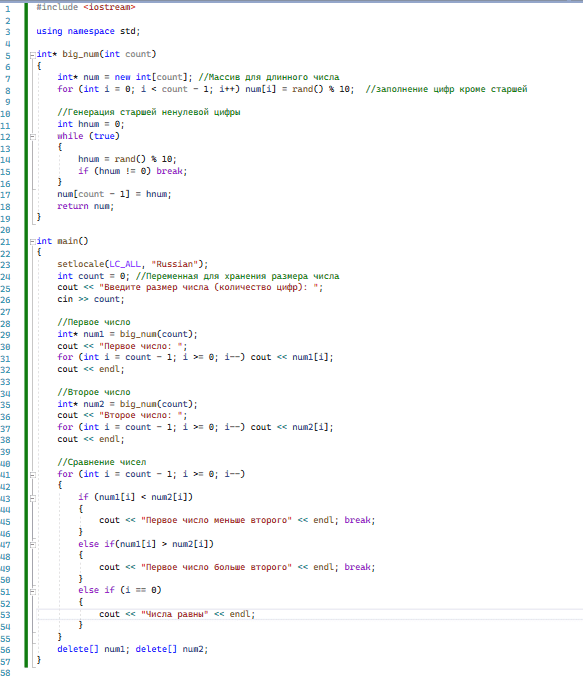 1 #include <iostream>
2
3 using namespace std;
4
5 int* big_num(int count)
6 {
7 int* num = new int[count]; //Массив для длинного числа
8 for (int i = 0; i < count - 1; i++) num[i] = rand() % 10; //заполнение цифр кроме старшей
9
10 //Генерация старшей ненулевой цифры
11 int hnum = 0;
12 while (true)
13 {
14 hnum = rand() % 10;
15 if (hnum != 0) break;
16 }
17 num[count - 1] = hnum;
18 return num;
19 }
20
21 int main()
22 {
23 setlocale(LC_ALL, "Russian");
24 int count = 0; //Переменная для хранения размера числа
25 cout << "Введите размер числа (количество цифр): ";
26 cin >> count;
27
28 //Первое число
29 int* num1 = big_num(count);
30 cout << "Первое число: ";
31 for (int i = count - 1; i >= 0; i--) cout << num1[i];
32 cout << endl;
33
34 //Второе число
35 int* num2 = big_num(count);
36 cout << "Второе число: ";
37 for (int i = count - 1; i >= 0; i--) cout << num2[i];
38 cout << endl;
39
40 //Сравнение чисел
41 for (int i = count - 1; i >= 0; i--)
42 {
43 if (num1[i] < num2[i])
44 {
45 cout << "Первое число меньше второго" << endl; break;
46 }
47 else if(num1[i] > num2[i])
48 {
49 cout << "Первое число больше второго" << endl; break;
50 }
51 else if (i == 0)
52 {
53 cout << "Числа равны" << endl;
54 }
55 }
56 delete[] num1; delete[] num2;
57 }
58